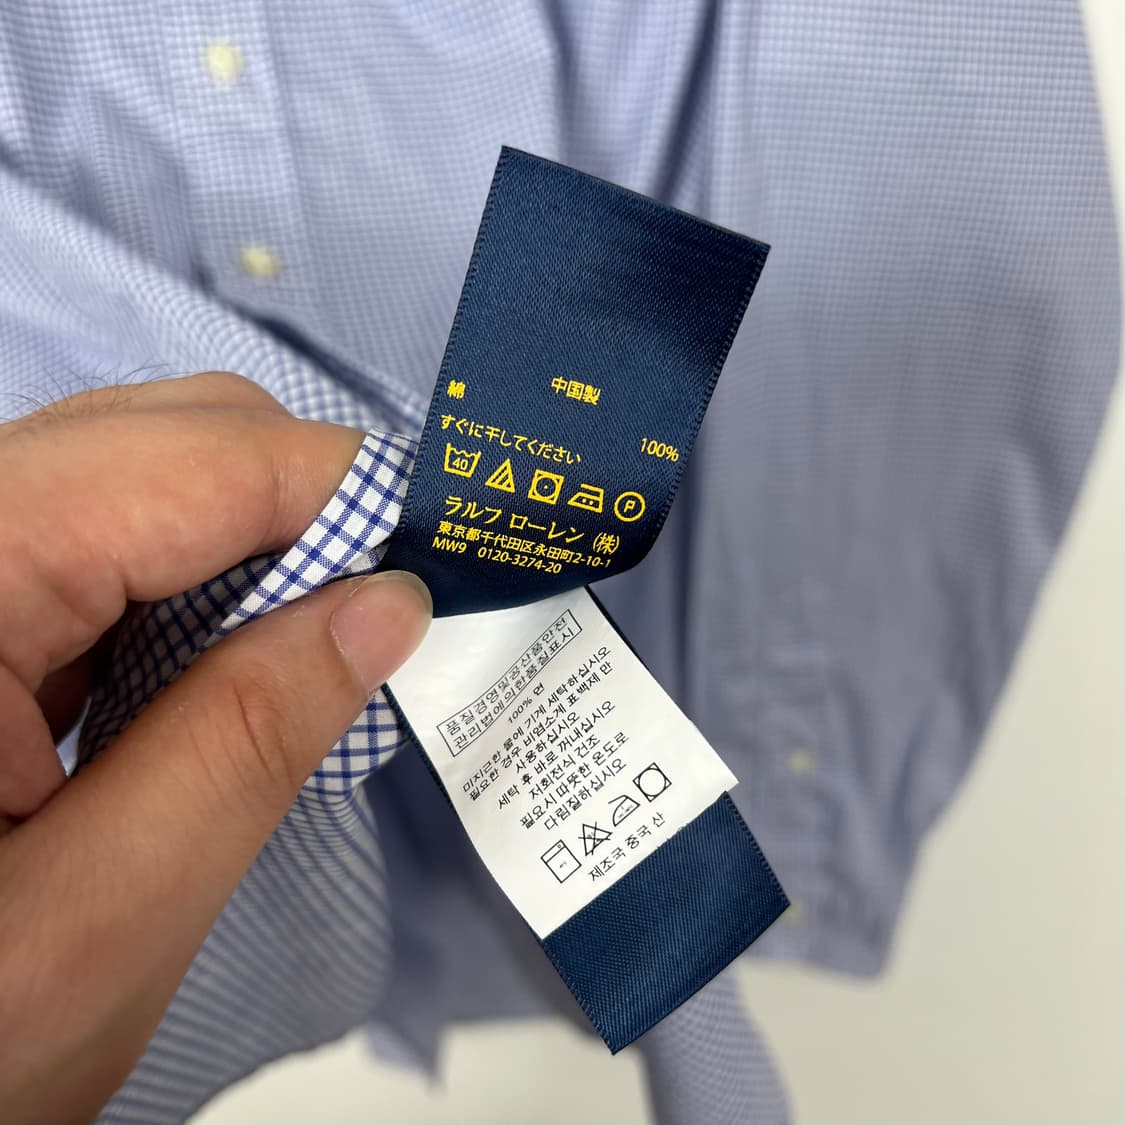 中国製
綿 100%
すぐに干してください
40
P
ラルフ ローレン (株)
東京都千代田区永田町2-10-1
MW9 0120-3274-20
품질경영및공산품안전
관리법에의한품질표시
100% 면
미지근한 물에 기계 세탁하십시오
필요한 경우 비염소계 표백제 만
사용하십시오
세탁 후 바로 꺼내십시오
저회전식 건조
필요시 따뜻한 온도로
다림질하십시오
제조국 중국 산